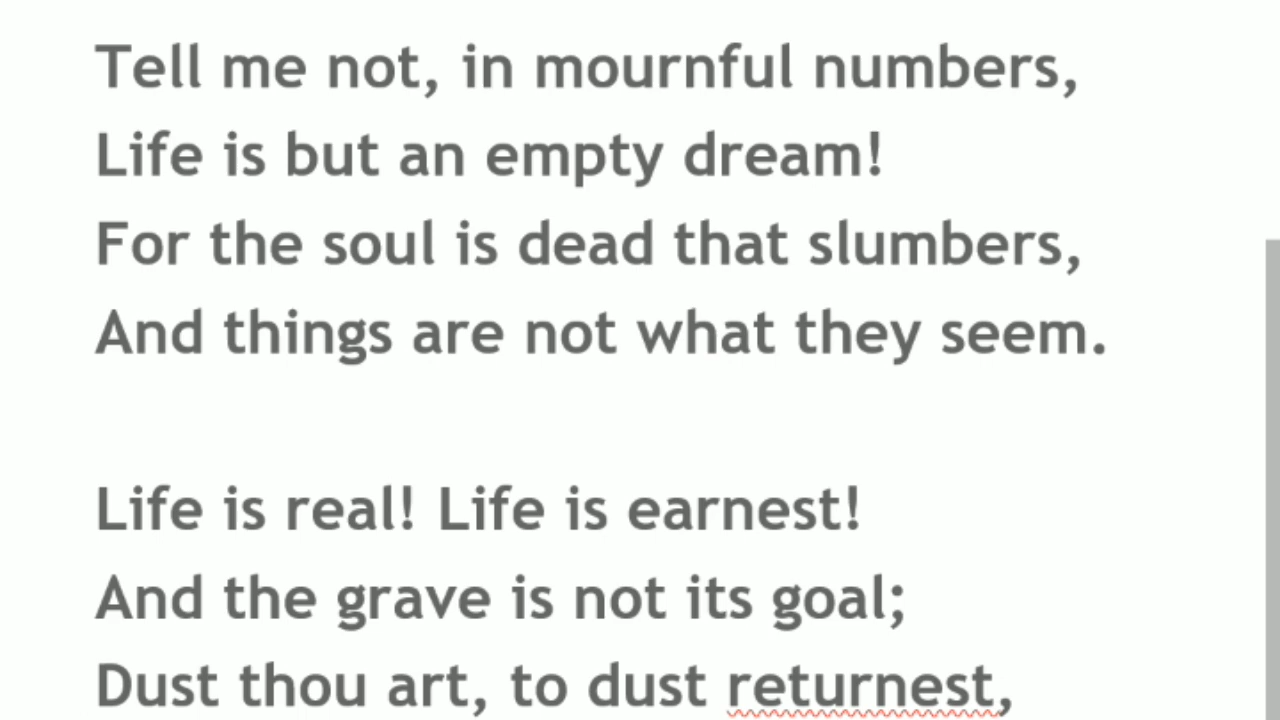 Tell me not, in mournful numbers,
Life is but an empty dream!
For the soul is dead that slumbers,
And things are not what they seem.
Life is real! Life is earnest!
And the grave is not its goal;
Dust thou art, to dust returnest,